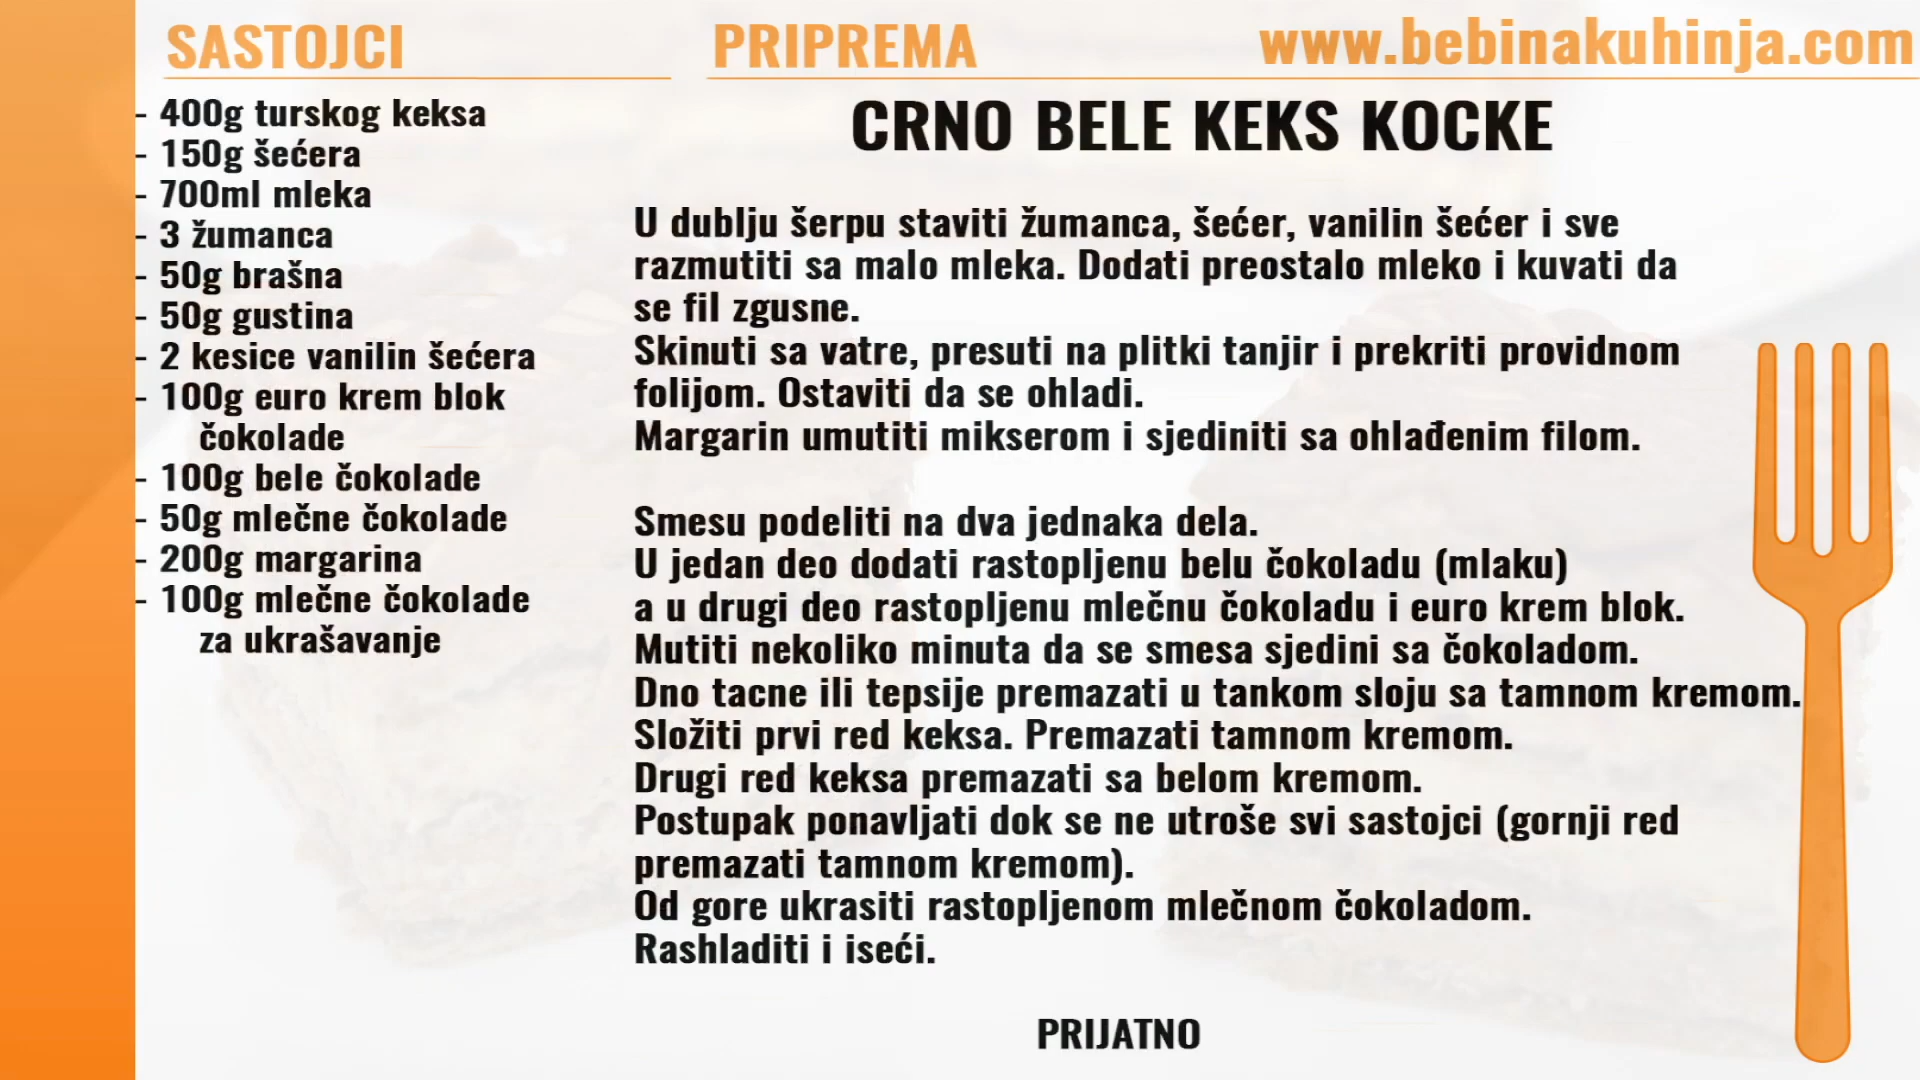 SASTOJCI
- 400g turskog keksa
- 150g šećera
- 700ml mleka
- 3 žumanca
- 50g brašna
- 50g gustina
- 2 kesice vanilin šećera
- 100g euro krem blok
čokolade
- 100g bele čokolade
- 50g mlečne čokolade
- 200g margarina
- 100g mlečne čokolade
za ukrašavanje
PRIPREMA
www.bebinakuhinja.com
CRNO BELE KEKS KOCKE
U dublju šerpu staviti žumanca, šećer, vanilin šećer i sve
razmutiti sa malo mleka. Dodati preostalo mleko i kuvati da
se fil zgusne.
Skinuti sa vatre, presuti na plitki tanjir i prekriti providnom
folijom. Ostaviti da se ohladi.
Margarin umutiti mikserom i sjediniti sa ohlađenim filom.
Smesu podeliti na dva jednaka dela.
U jedan deo dodati rastopljenu belu čokoladu (mlaku)
a u drugi deo rastopljenu mlečnu čokoladu i euro krem blok.
Mutiti nekoliko minuta da se smesa sjedini sa čokoladom.
Dno tacne ili tepsije premazati u tankom sloju sa tamnom kremom.
Složiti prvi red keksa. Premazati tamnom kremom.
Drugi red keksa premazati sa belom kremom.
Postupak ponavljati dok se ne utroše svi sastojci (gornji red
premazati tamnom kremom).
Od gore ukrasiti rastopljenom mlečnom čokoladom.
Rashladiti i iseći.
PRIJATNO